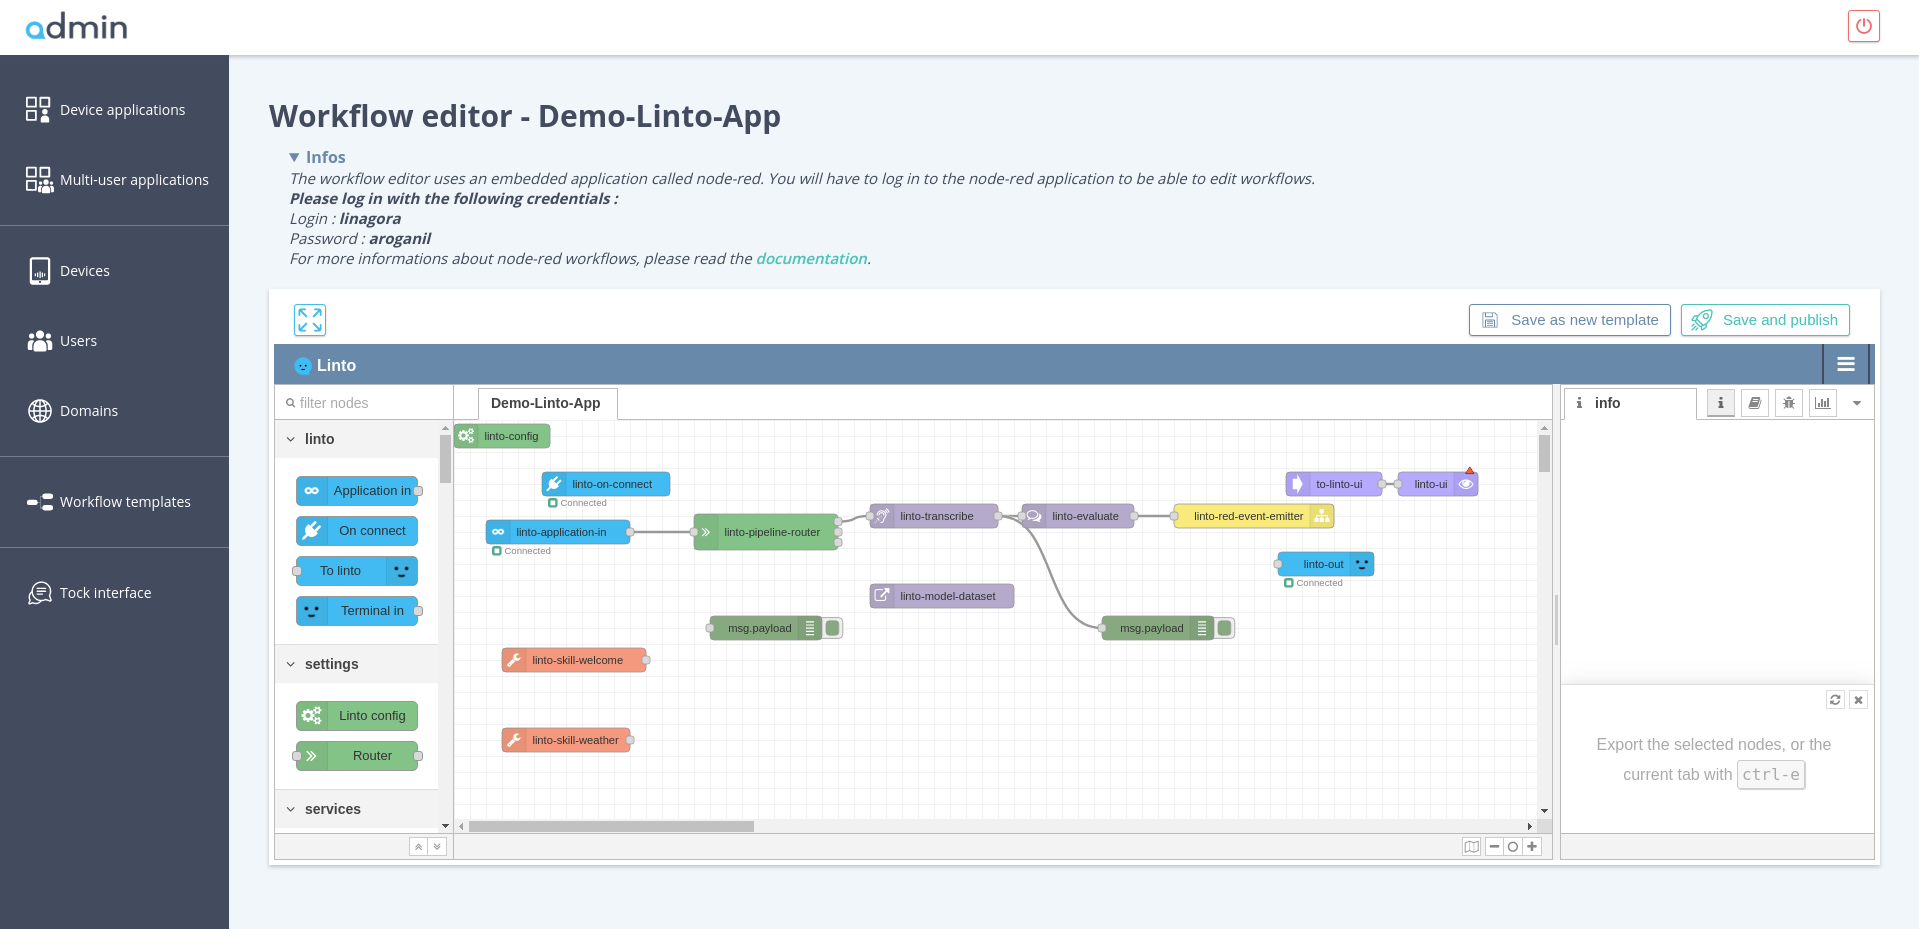 admin
Device applications
Multi-user applications
Devices
Users
Domains
Workflow templates
Tock interface
Workflow editor - Demo-Linto-App
Infos
The workflow editor uses an embedded application called node-red. You will have to log in to the node-red application to be able to edit workflows.
Please log in with the following credentials :
Login : linagora
Password : aroganil
For more informations about node-red workflows, please read the documentation.
Save as new template
Save and publish
Linto
filter nodes
linto
Application in
On connect
To linto
Terminal in
settings
Linto config
Router
services
Demo-Linto-App
linto-config
linto-on-connect
Connected
linto-application-in
Connected
linto-pipeline-router
linto-transcribe
linto-evaluate
linto-red-event-emitter
to-linto-ui
linto-ui
linto-out
Connected
linto-model-dataset
msg.payload
msg.payload
linto-skill-welcome
linto-skill-weather
i info
i
Export the selected nodes, or the
current tab with ctrl-e